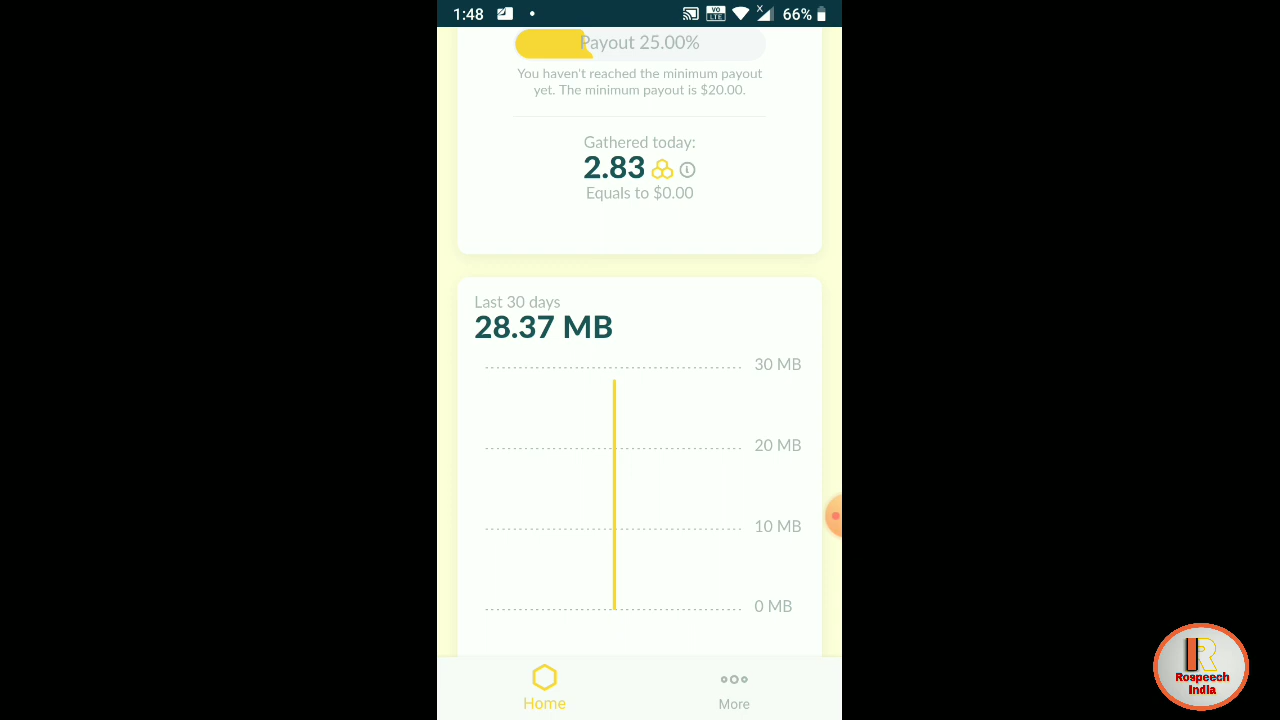 1:48
VO
LTE
X
66%
Payout 25.00%
You haven't reached the minimum payout
yet. The minimum payout is $20.00.
Gathered today:
2.83
Equals to $0.00
Last 30 days
28.37 MB
30 MB
20 MB
10 MB
0 MB
Home
More
R
Rospeech
India